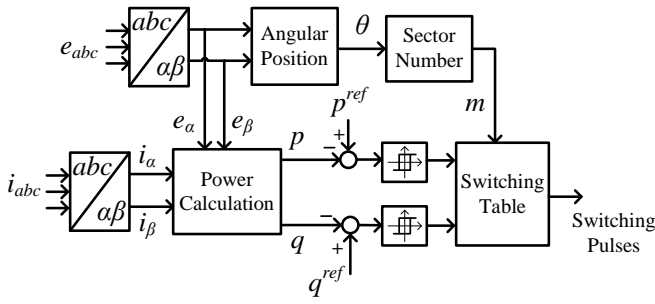 abc
αβ
e_abc
Angular
Position
θ
Sector
Number
m
e_α
e_β
p
p^ref
+
−
abc
αβ
i_abc
i_α
i_β
Power
Calculation
Switching
Table
Switching
Pulses
−
+
q
q^ref